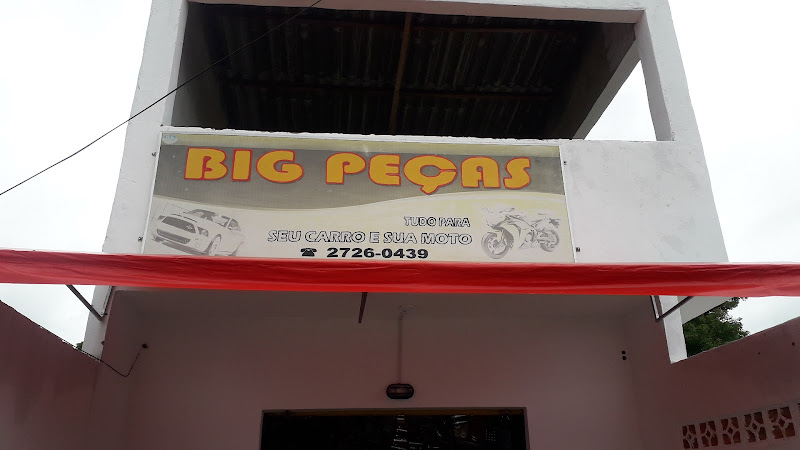 BIG PEÇAS
TUDO PARA
SEU CARRO E SUA MOTO
☎ 2726-0439